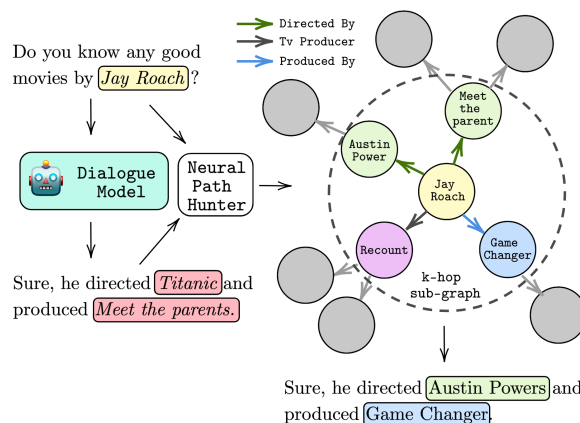 Do you know any good
movies by Jay Roach ?
Dialogue
Model
Neural
Path
Hunter
Sure, he directed Titanic and
produced Meet the parents.
Directed By
Tv Producer
Produced By
Meet
the
parent
Austin
Power
Jay
Roach
Recount
Game
Changer
k-hop
sub-graph
Sure, he directed Austin Powers and
produced Game Changer.